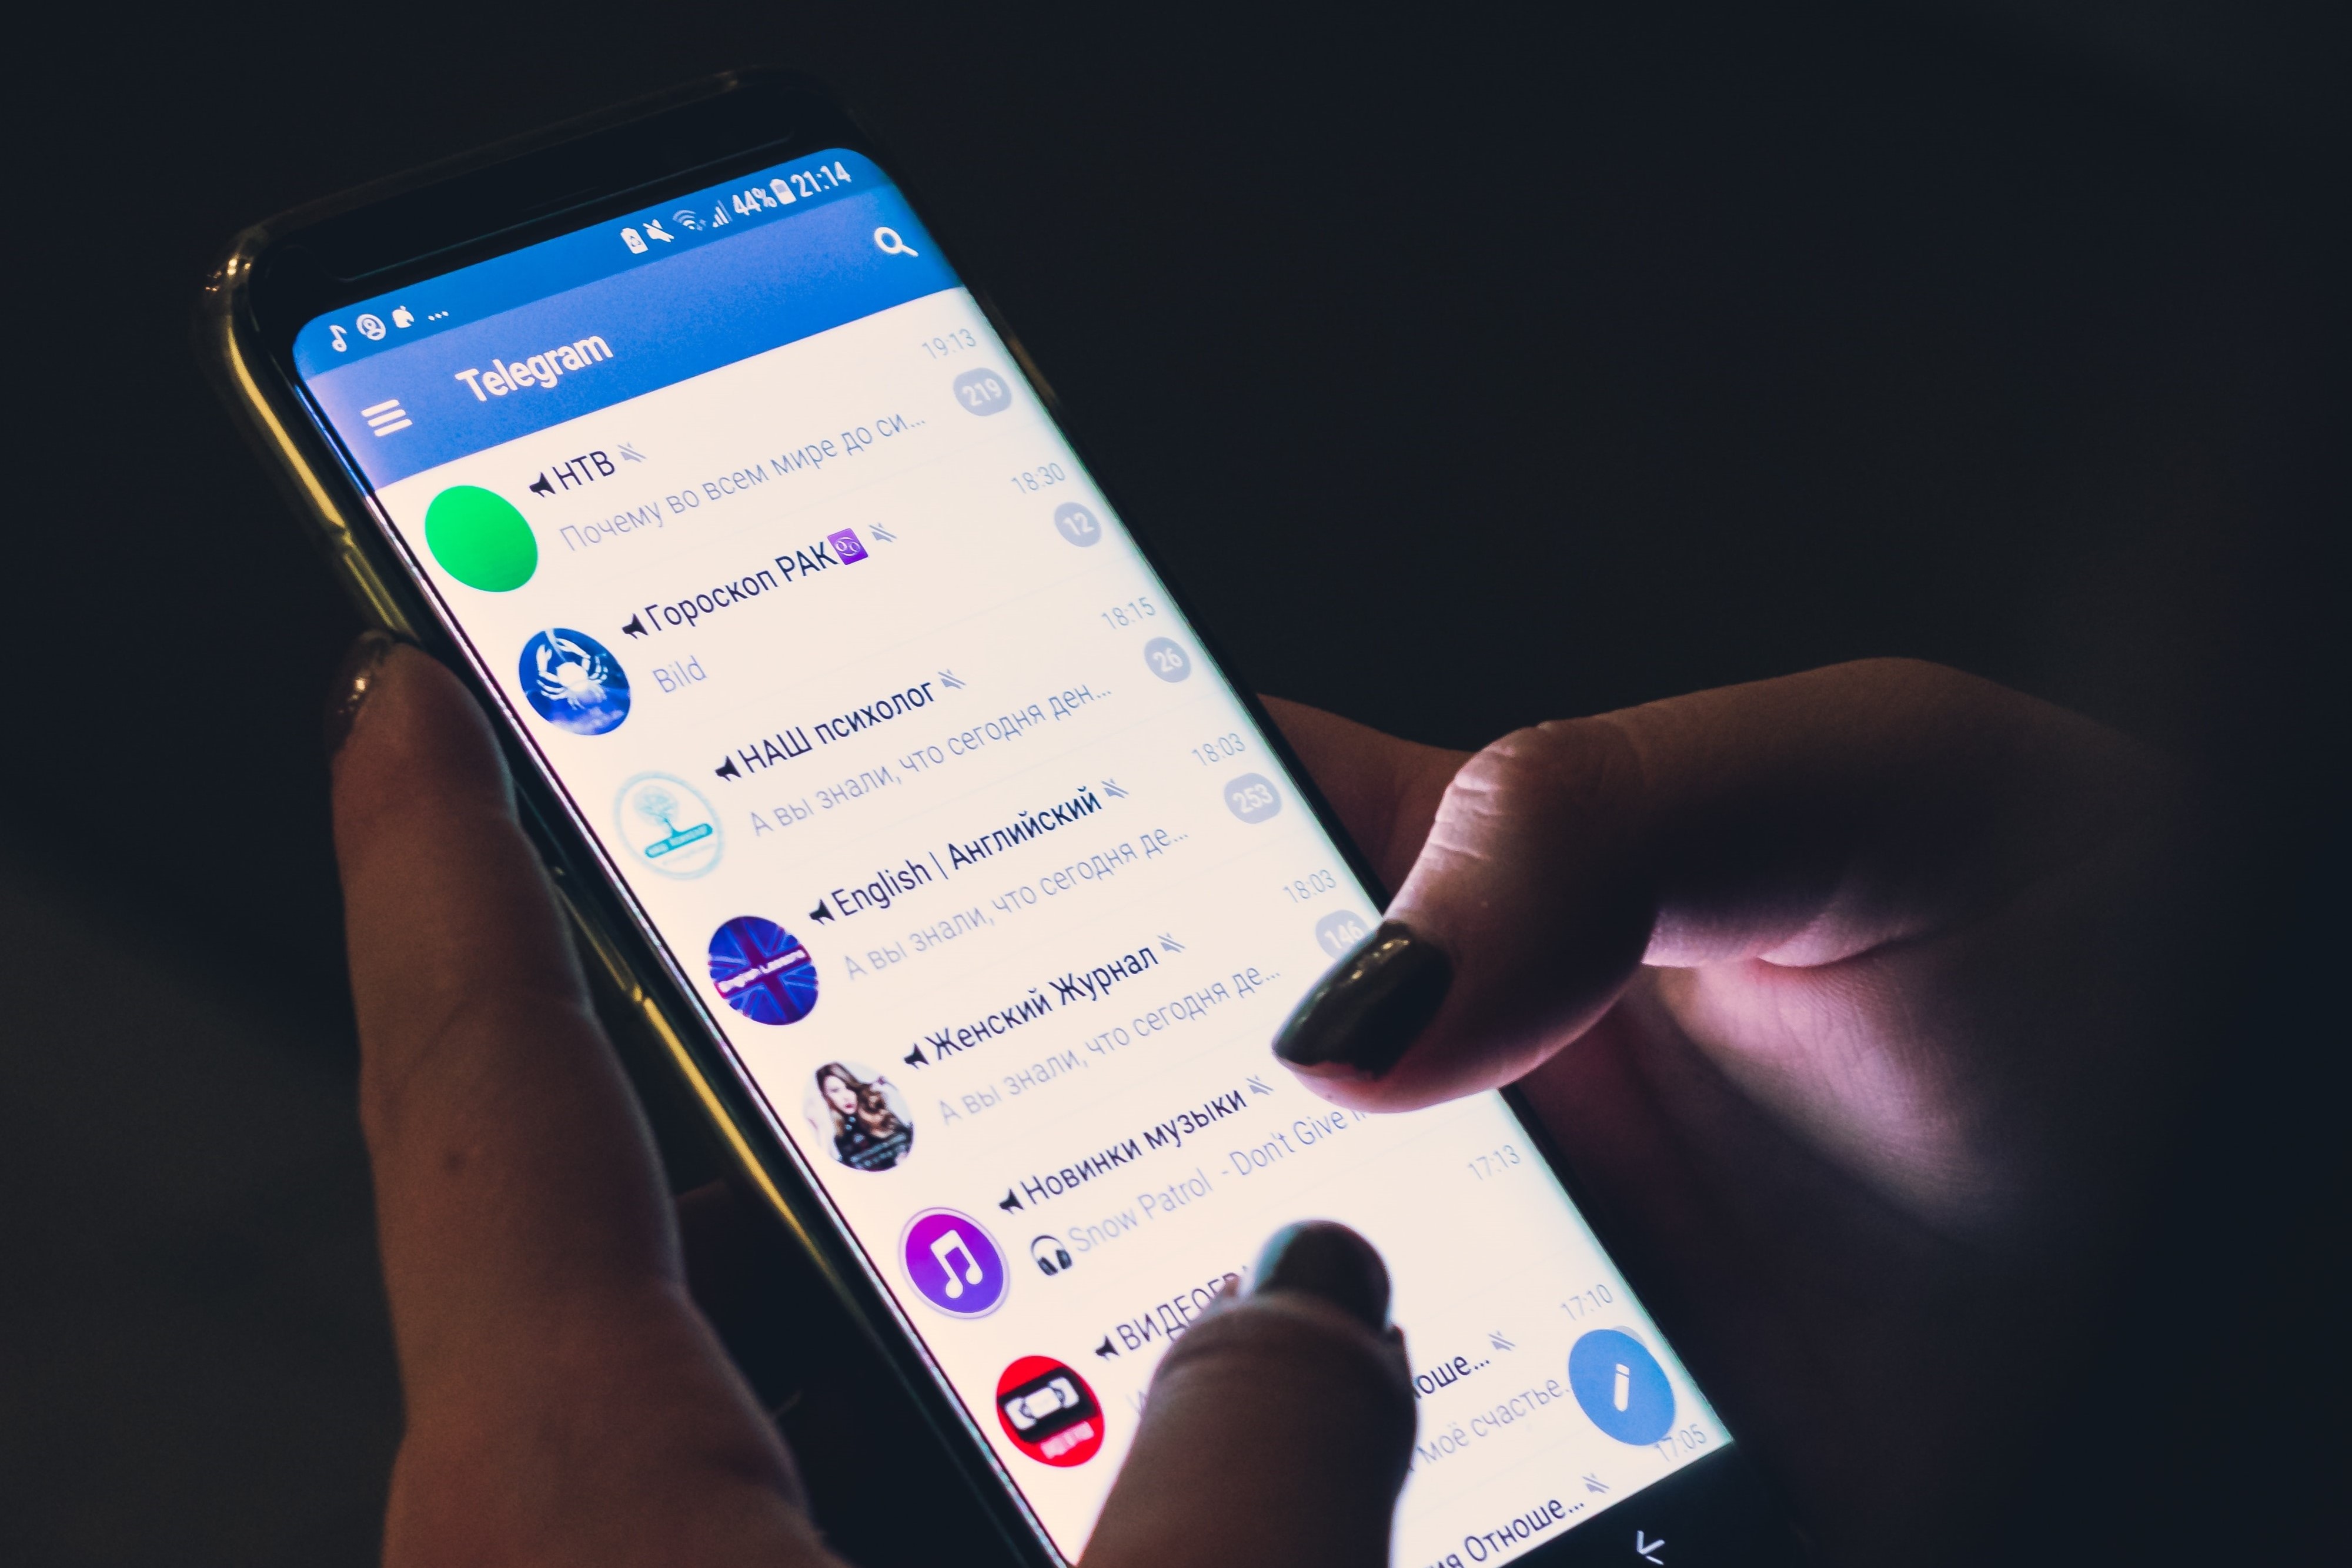 44% 21:14
Telegram
НТВ 19:13
Почему во всем мире до си... 219
Гороскоп РАК♋ 18:30
Bild 12
НАШ психолог 18:15
А вы знали, что сегодня ден... 26
English | Английский 18:03
А вы знали, что сегодня де... 253
Женский Журнал 18:03
А вы знали, что сегодня де... 146
Новинки музыки
Snow Patrol - Don't Give
17:13
17:10
моё счастье.
17:05
Отноше...